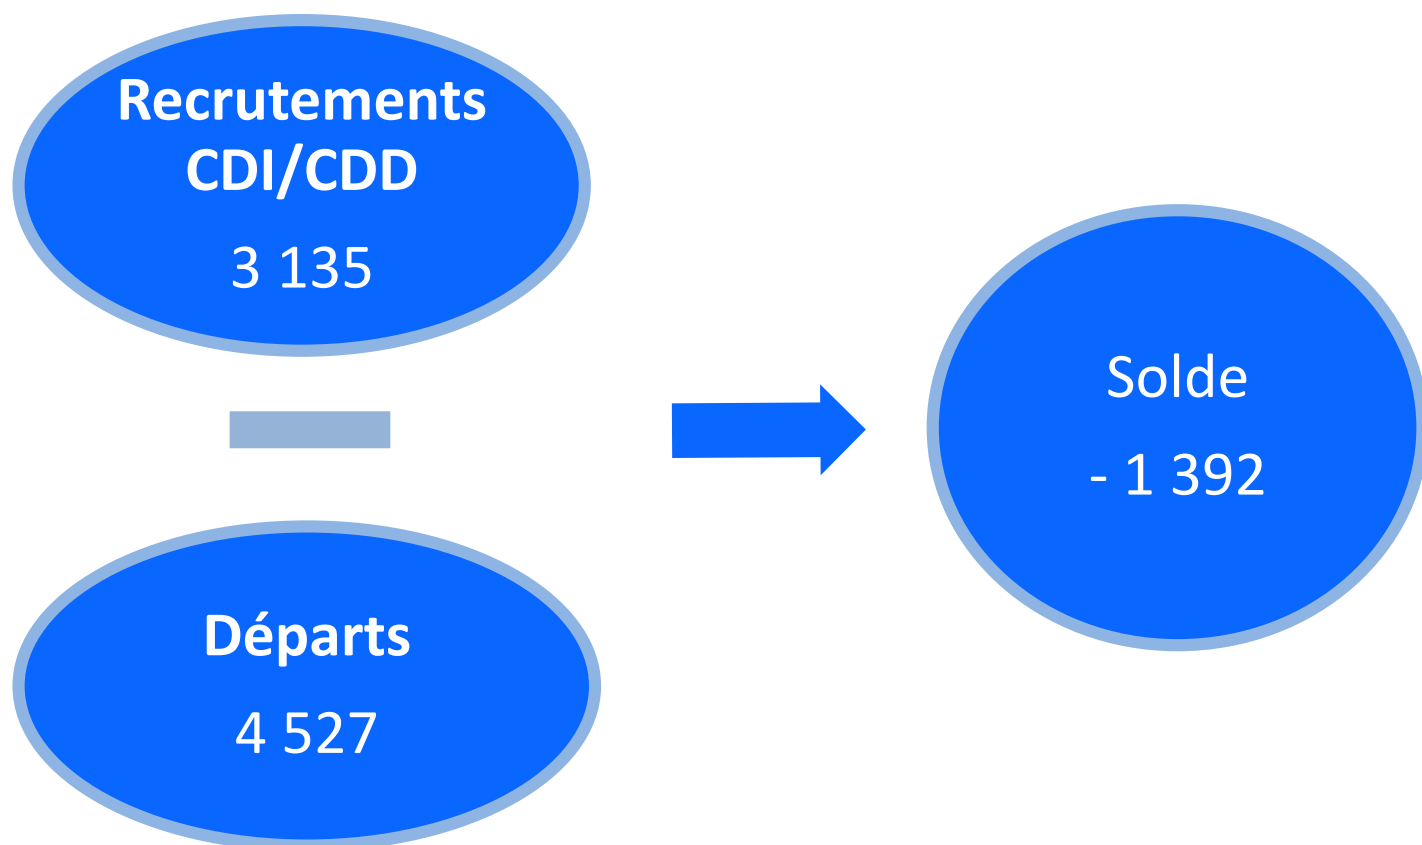 Recrutements
CDI/CDD
3 135
Départs
4 527
Solde
- 1 392